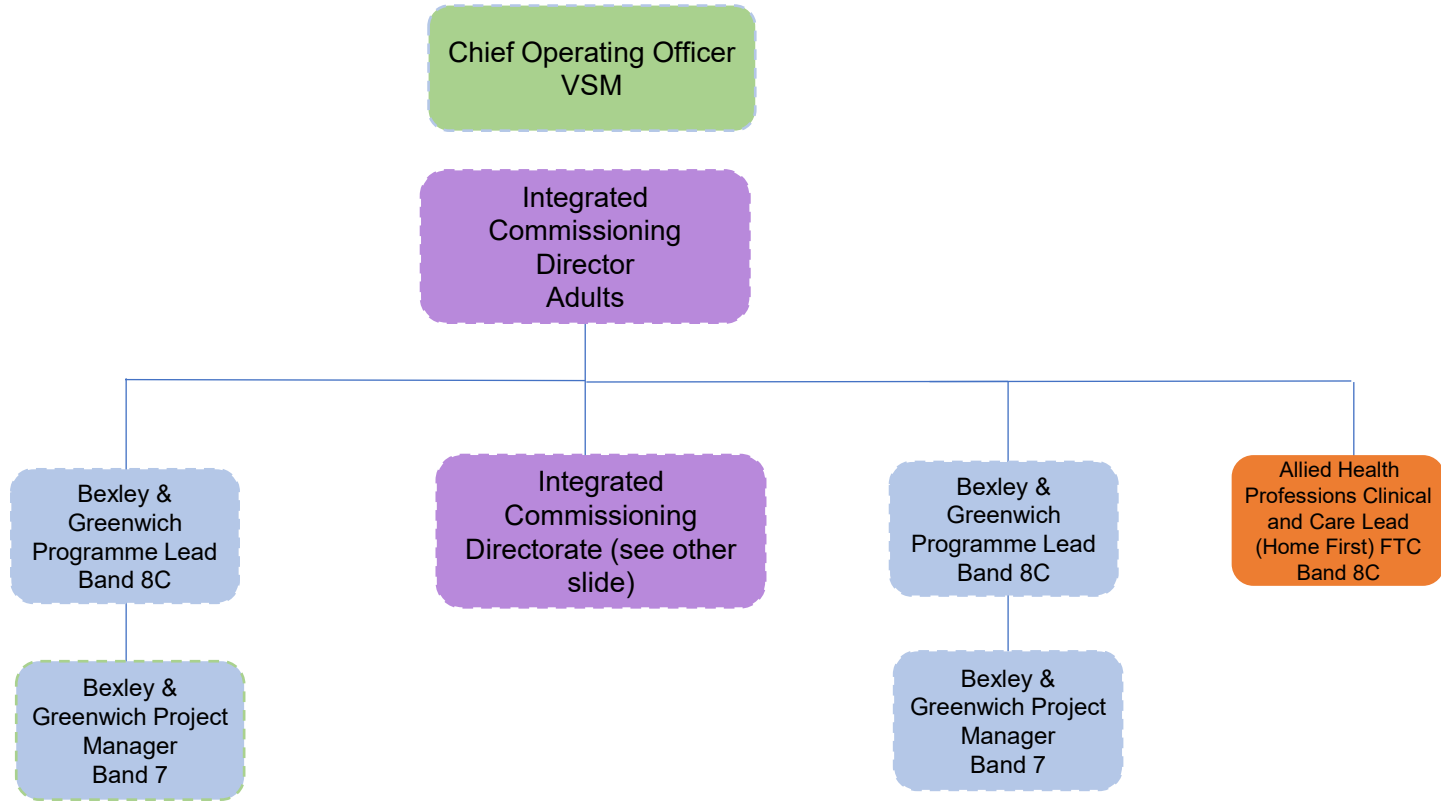 Chief Operating Officer
VSM
Integrated
Commissioning
Director
Adults
Bexley &
Greenwich
Programme Lead
Band 8C
Integrated
Commissioning
Directorate (see other
slide)
Bexley &
Greenwich
Programme Lead
Band 8C
Allied Health
Professions Clinical
and Care Lead
(Home First) FTC
Band 8C
Bexley &
Greenwich Project
Manager
Band 7
Bexley &
Greenwich Project
Manager
Band 7